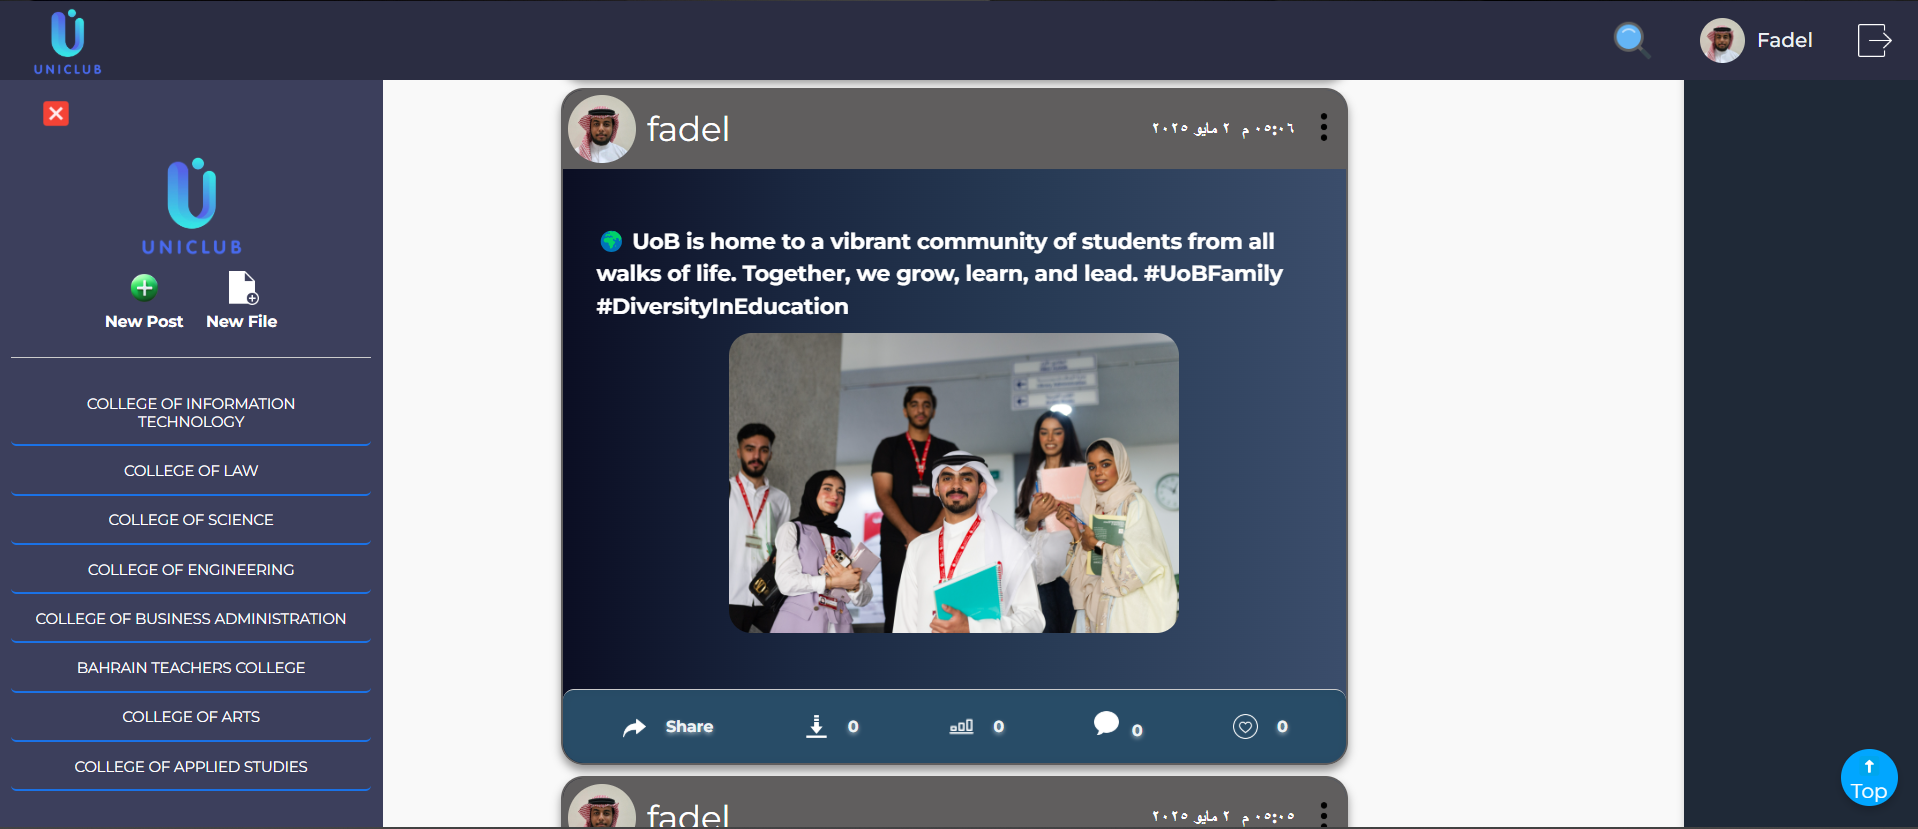 UNICLUB
Fadel
UNICLUB
New Post
New File
COLLEGE OF INFORMATION
TECHNOLOGY
COLLEGE OF LAW
COLLEGE OF SCIENCE
COLLEGE OF ENGINEERING
COLLEGE OF BUSINESS ADMINISTRATION
BAHRAIN TEACHERS COLLEGE
COLLEGE OF ARTS
COLLEGE OF APPLIED STUDIES
fadel
٠٥:٠٦ م ٢ مايو ٢٠٢٥
🌍 UoB is home to a vibrant community of students from all
walks of life. Together, we grow, learn, and lead. #UoBFamily
#DiversityInEducation
Share
0
0
0
0
fadel
٠٥:٠٥ م ٢ مايو ٢٠٢٥
Top